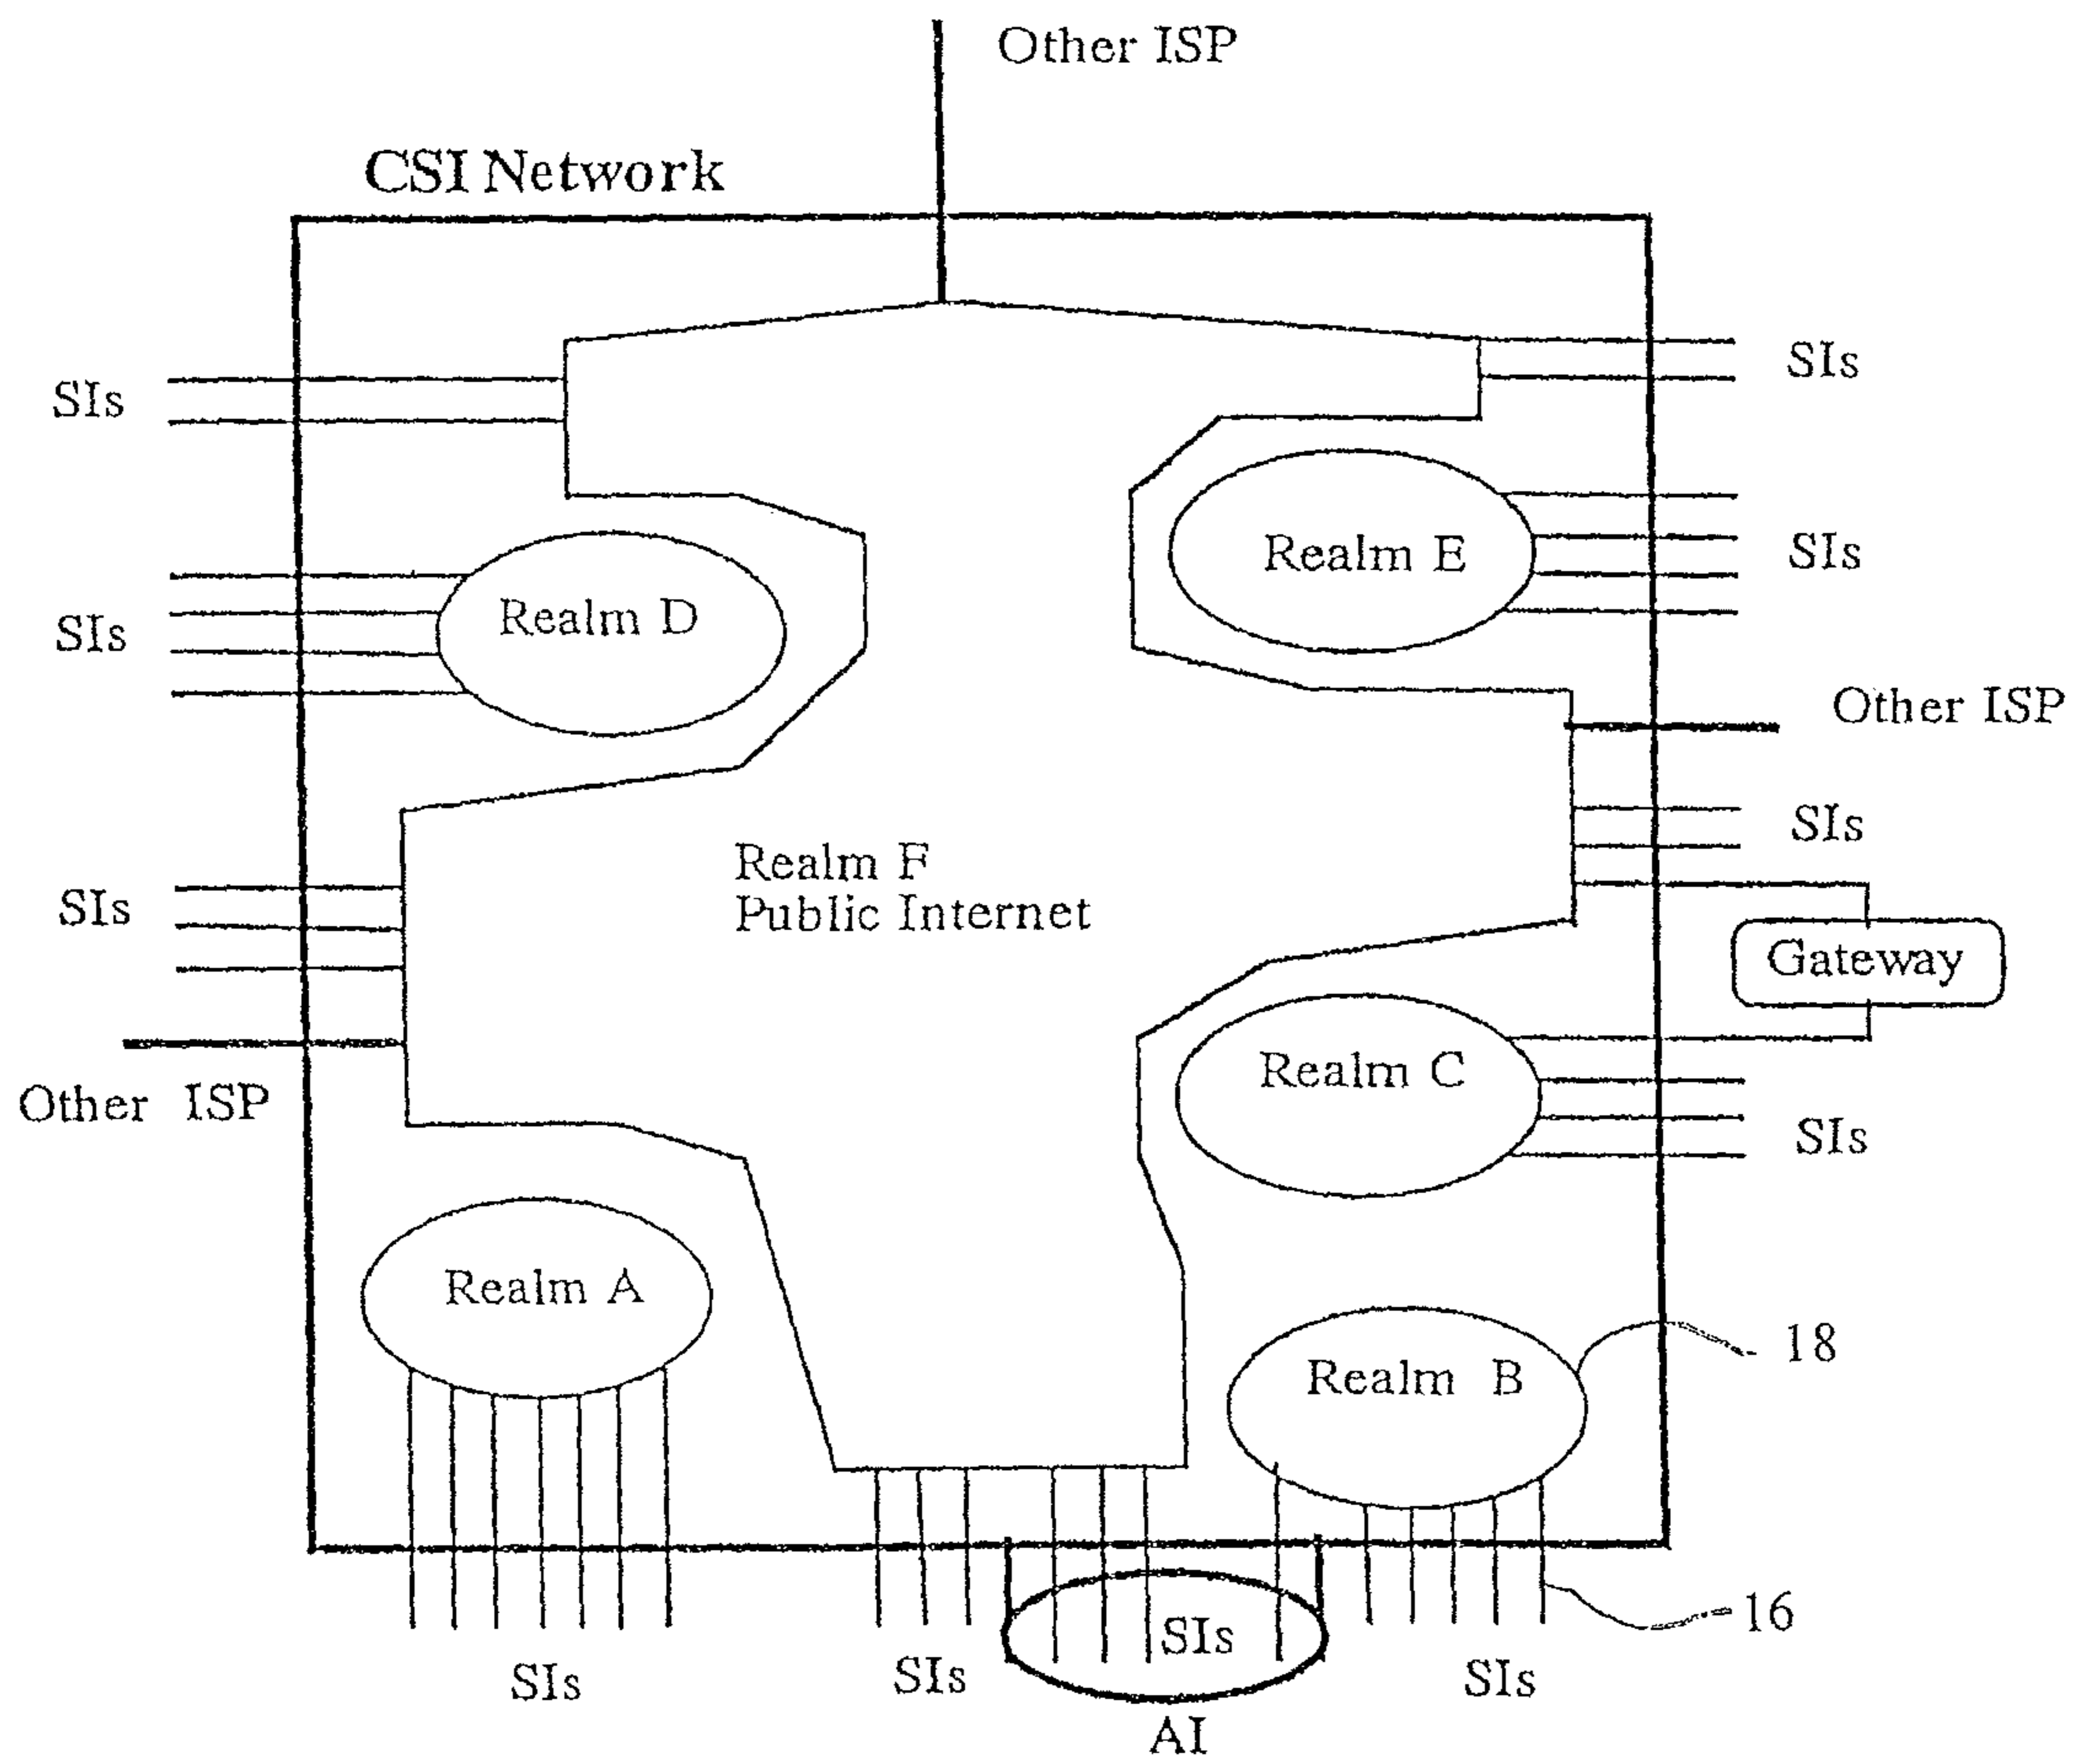 Other ISP
CSI Network
SIs
SIs
Realm E
SIs
Realm D
SIs
Other ISP
SIs
Realm F
Public Internet
SIs
Gateway
Realm C
Other ISP
SIs
Realm A
18
Realm B
16
SIs
SIs
SIs
SIs
AI